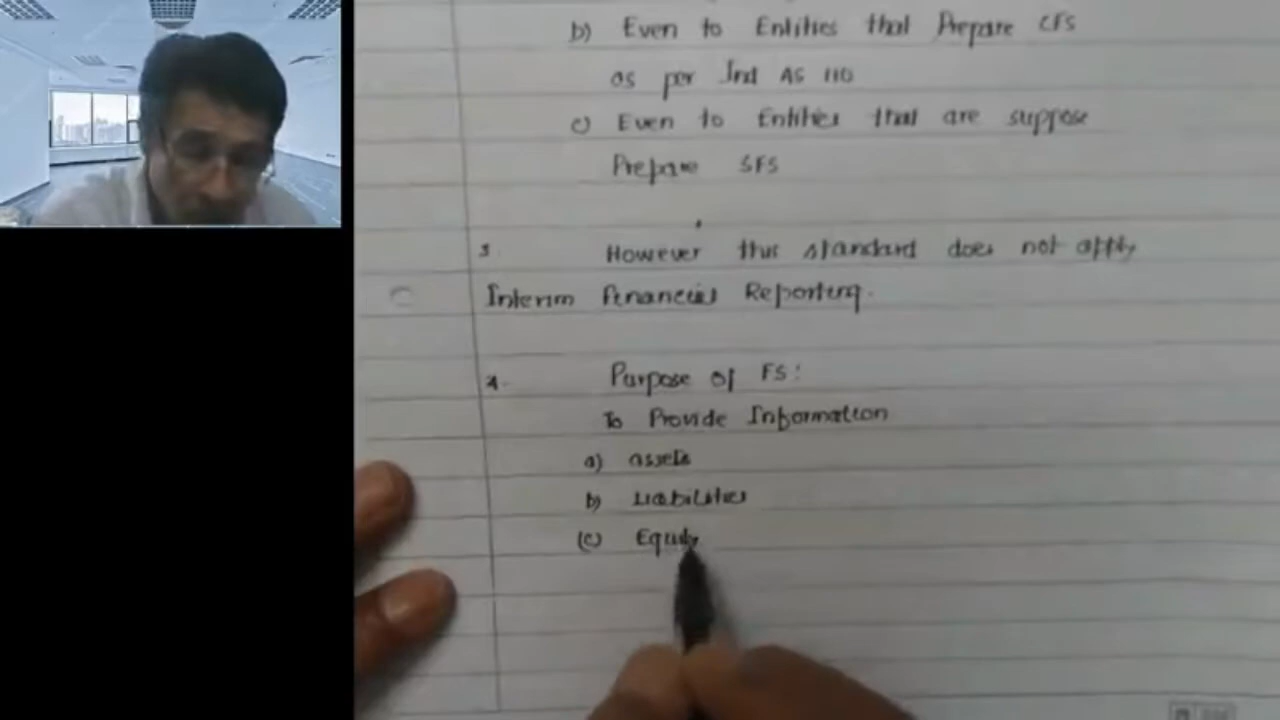 b) Even to Entities that Prepare CFS
as per Ind AS 110
c) Even to Entities that are suppose
Prepare SFS
3. However this standard does not apply
Interim Financial Reporting.
4. Purpose of FS:
To Provide Information
a) assets
b) Liabilities
(c) Equity